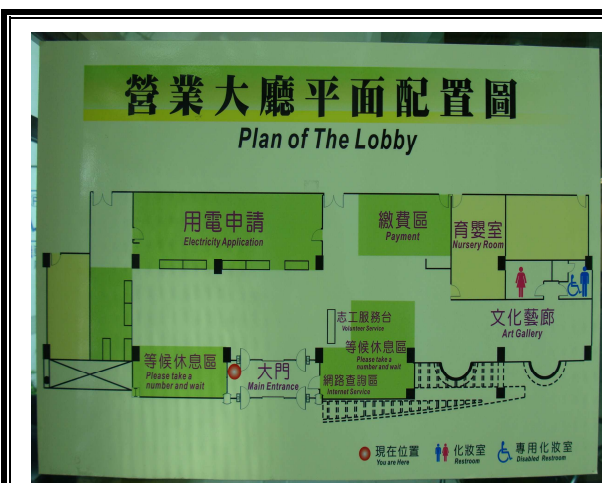 營業大廳平面配置圖
Plan of The Lobby
用電申請
Electricity Application
繳費區
Payment
育嬰室
Nursery Room
志工服務台
Volunteer Service
文化藝廊
Art Gallery
等候休息區
Please take a
number and wait
大門
Main Entrance
等候休息區
Please take a
number and wait
網路查詢區
Internet Service
現在位置
You are Here
化妝室
Restroom
專用化妝室
Disabled Restroom